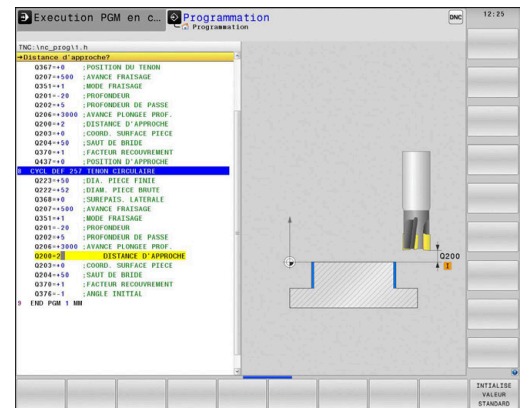 Execution PGM en c...
Programmation
Programmation
DNC
12:25
TNC:\nc_prog\1.h
→Distance d'approche?
Q367=+0 ;POSITION DU TENON
Q207=+500 ;AVANCE FRAISAGE
Q351=+1 ;MODE FRAISAGE
Q201=-20 ;PROFONDEUR
Q202=+5 ;PROFONDEUR DE PASSE
Q206=+3000 ;AVANCE PLONGEE PROF.
Q200=+2 ;DISTANCE D'APPROCHE
Q203=+0 ;COORD. SURFACE PIECE
Q204=+50 ;SAUT DE BRIDE
Q370=+1 ;FACTEUR RECOUVREMENT
Q437=+0 ;POSITION D'APPROCHE
8 CYCL DEF 257 TENON CIRCULAIRE
Q223=+50 ;DIA. PIECE FINIE
Q222=+52 ;DIAM. PIECE BRUTE
Q368=+0 ;SUREPAIS. LATERALE
Q207=+500 ;AVANCE FRAISAGE
Q351=+1 ;MODE FRAISAGE
Q201=-20 ;PROFONDEUR
Q202=+5 ;PROFONDEUR DE PASSE
Q206=+3000 ;AVANCE PLONGEE PROF.
Q200=2 DISTANCE D'APPROCHE
Q203=+0 ;COORD. SURFACE PIECE
Q204=+50 ;SAUT DE BRIDE
Q370=+1 ;FACTEUR RECOUVREMENT
Q376=-1 ;ANGLE INITIAL
9 END PGM 1 MM
Q200
I
INTIALISE
VALEUR
STANDARD